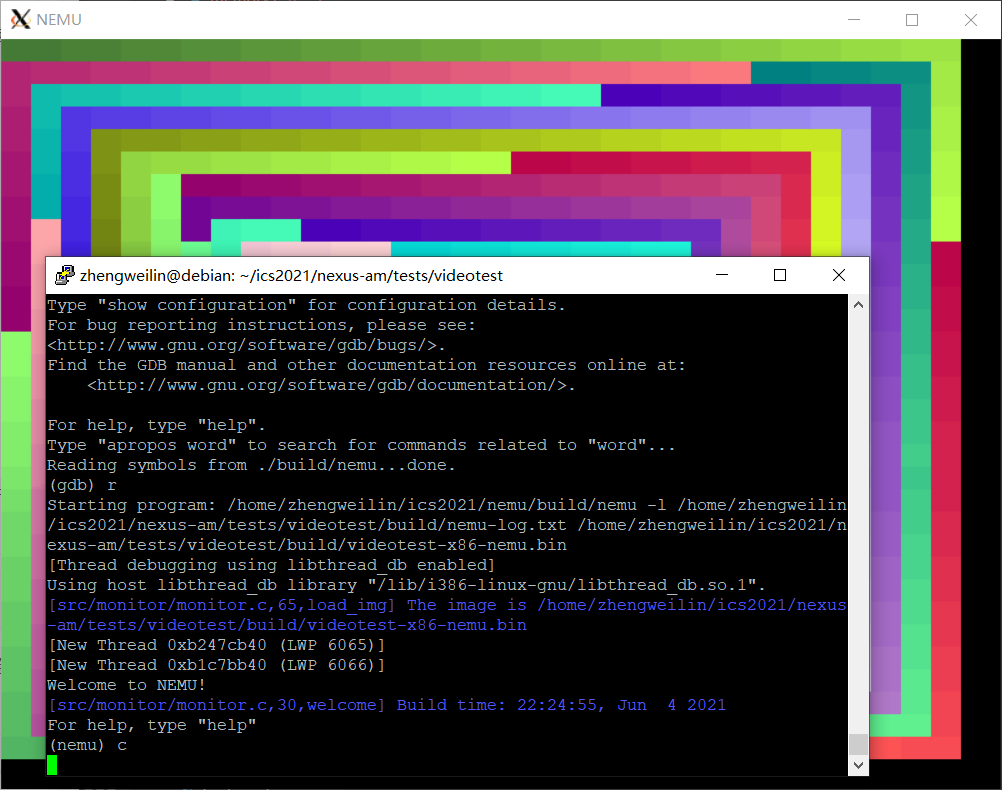 NEMU
zhengweilin@debian: ~/ics2021/nexus-am/tests/videotest
Type "show configuration" for configuration details.
For bug reporting instructions, please see:
<http://www.gnu.org/software/gdb/bugs/>.
Find the GDB manual and other documentation resources online at:
    <http://www.gnu.org/software/gdb/documentation/>.
For help, type "help".
Type "apropos word" to search for commands related to "word"...
Reading symbols from ./build/nemu...done.
(gdb) r
Starting program: /home/zhengweilin/ics2021/nemu/build/nemu -l /home/zhengweilin
/ics2021/nexus-am/tests/videotest/build/nemu-log.txt /home/zhengweilin/ics2021/n
exus-am/tests/videotest/build/videotest-x86-nemu.bin
[Thread debugging using libthread_db enabled]
Using host libthread_db library "/lib/i386-linux-gnu/libthread_db.so.1".
[src/monitor/monitor.c,65,load_img] The image is /home/zhengweilin/ics2021/nexus
-am/tests/videotest/build/videotest-x86-nemu.bin
[New Thread 0xb247cb40 (LWP 6065)]
[New Thread 0xb1c7bb40 (LWP 6066)]
Welcome to NEMU!
[src/monitor/monitor.c,30,welcome] Build time: 22:24:55, Jun  4 2021
For help, type "help"
(nemu) c